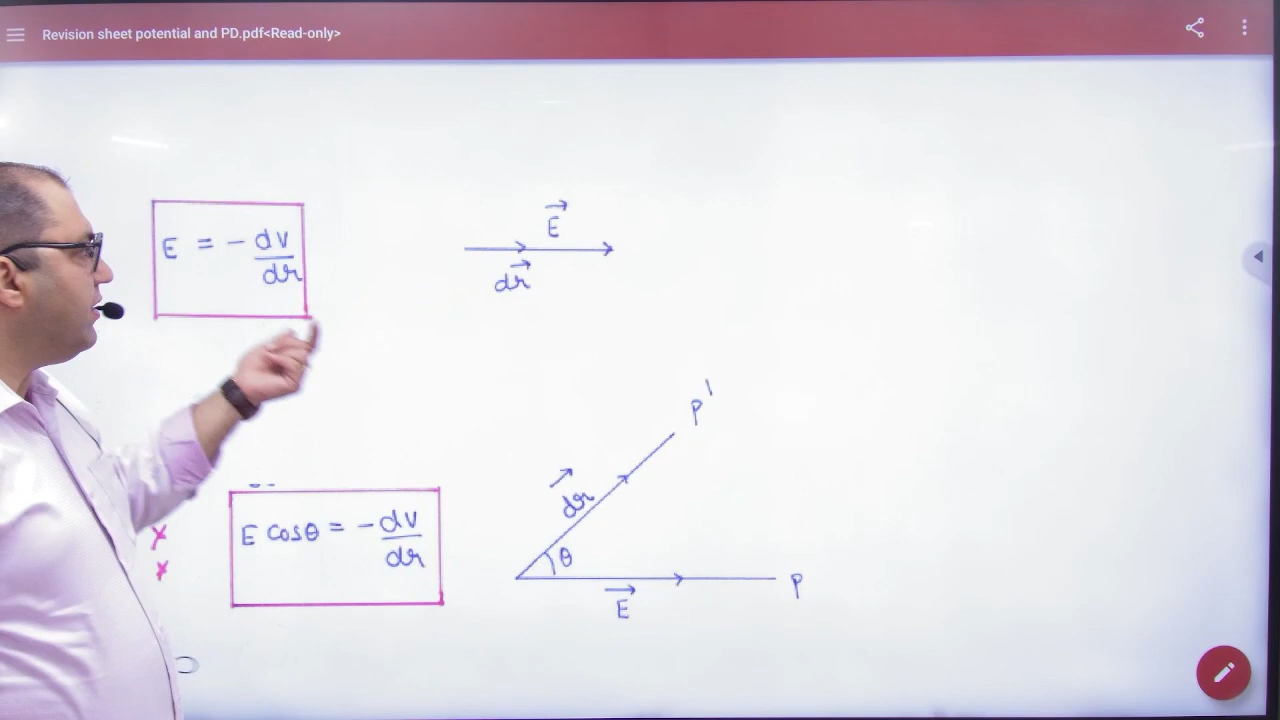 Revision sheet potential and PD.pdf<Read-only>
E = - dv/dr
E
dr
P'
dr
E cosθ = - dv/dr
θ
P
E